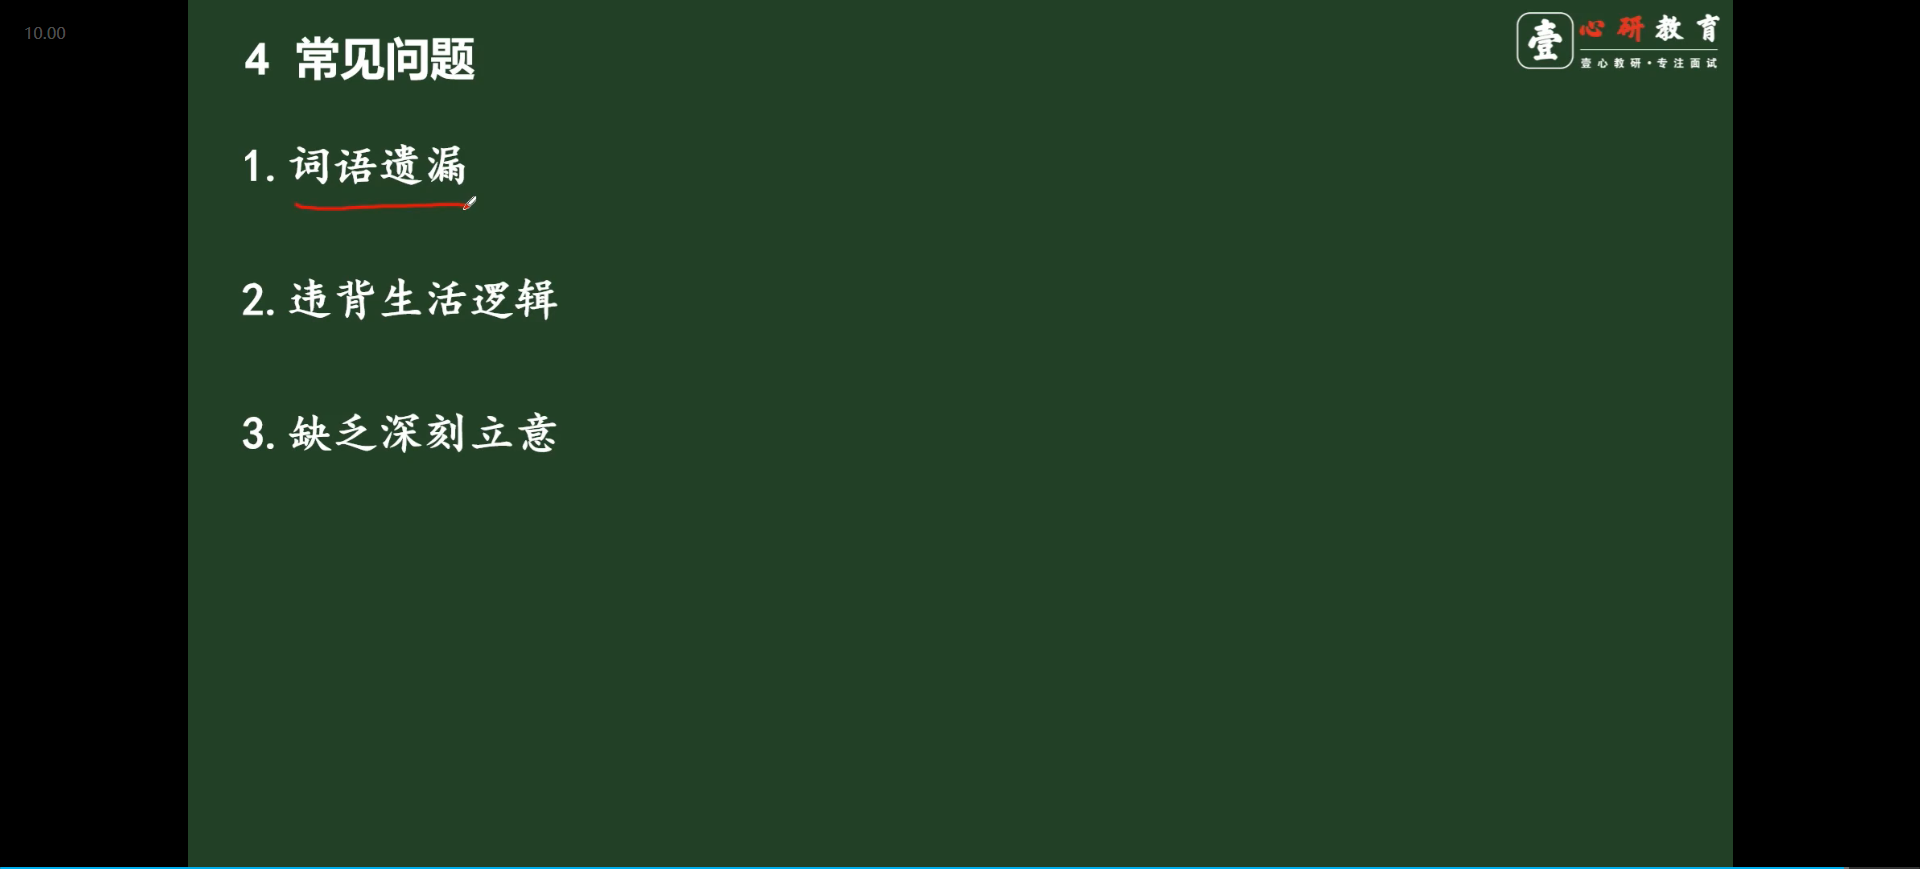 10.00
4 常见问题
壹 心研教育
壹心教研·专注面试
1.词语遗漏
2.违背生活逻辑
3.缺乏深刻立意